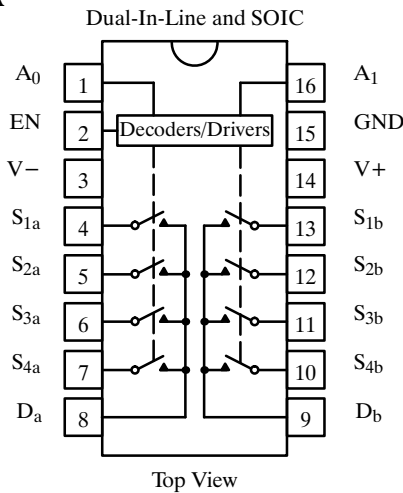 Dual-In-Line and SOIC
A0 1 16 A1
EN 2 Decoders/Drivers 15 GND
V− 3 14 V+
S1a 4 13 S1b
S2a 5 12 S2b
S3a 6 11 S3b
S4a 7 10 S4b
Da 8 9 Db
Top View